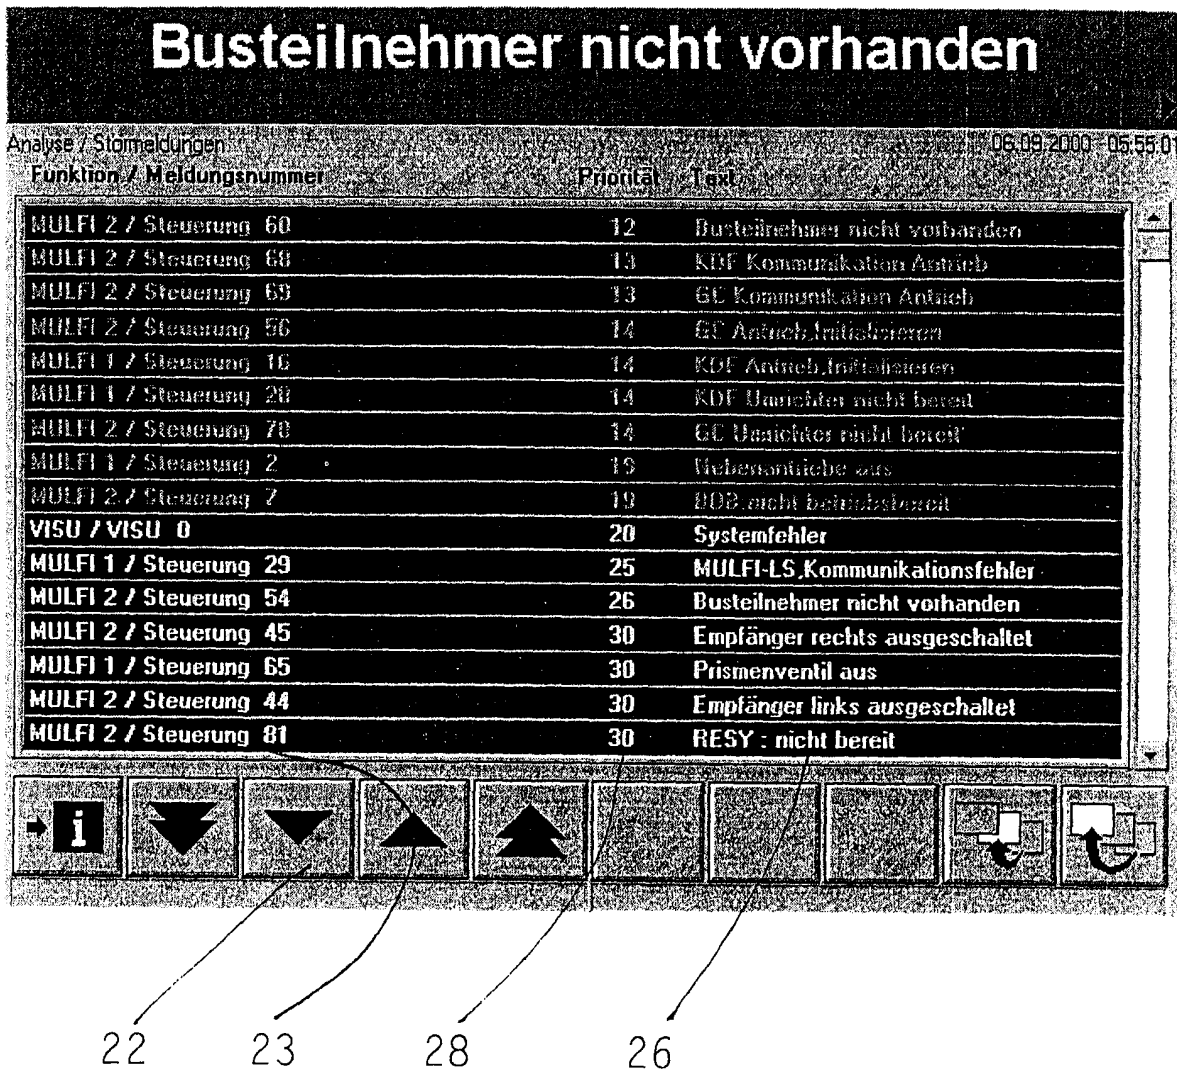 Busteilnehmer nicht vorhanden
Analyse / Störmeldungen 06.09.2000 05:55:01
Funktion / Meldungsnummer Priorität Text
MULFI 2 / Steuerung 60 12 Busteilnehmer nicht vorhanden
MULFI 2 / Steuerung 68 13 KDF Kommunikation Antrieb
MULFI 2 / Steuerung 69 13 GC Kommunikation Antrieb
MULFI 2 / Steuerung 56 14 GC Antrieb,Initialisieren
MULFI 1 / Steuerung 16 14 KDF Antrieb,Initialisieren
MULFI 1 / Steuerung 20 14 KDF Umrichter nicht bereit
MULFI 2 / Steuerung 70 14 GC Umrichter nicht bereit
MULFI 1 / Steuerung 2 19 Nebenantriebe aus
MULFI 2 / Steuerung 7 19 BDB:nicht betriebsbereit
VISU / VISU 0 20 Systemfehler
MULFI 1 / Steuerung 29 25 MULFI-LS,Kommunikationsfehler
MULFI 2 / Steuerung 54 26 Busteilnehmer nicht vorhanden
MULFI 2 / Steuerung 45 30 Empfänger rechts ausgeschaltet
MULFI 1 / Steuerung 65 30 Prismenventil aus
MULFI 2 / Steuerung 44 30 Empfänger links ausgeschaltet
MULFI 2 / Steuerung 81 30 RESY : nicht bereit
i
22 23 28 26